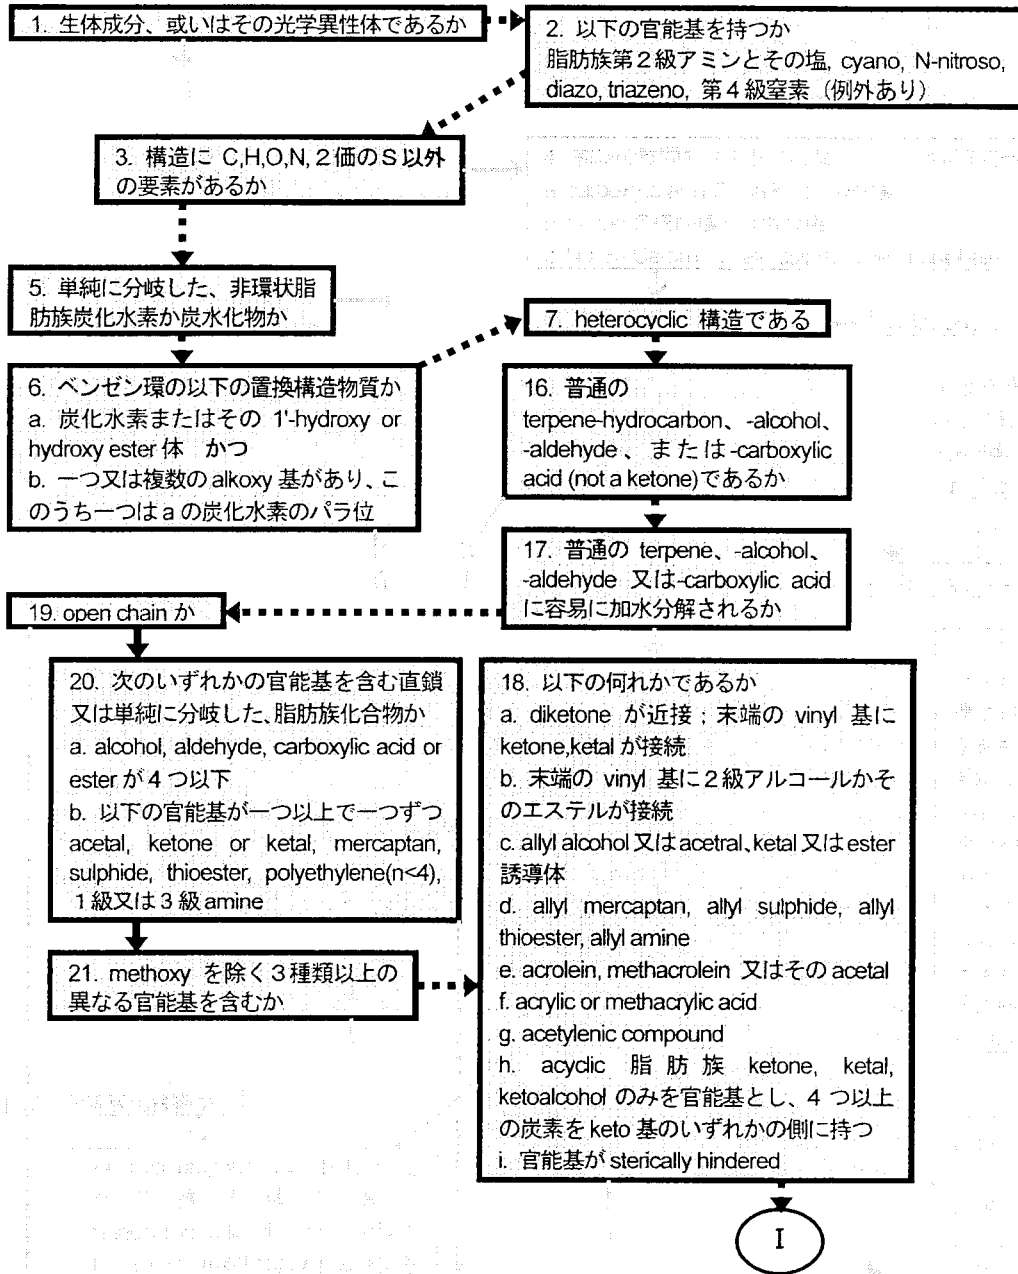 1. 生体成分、或いはその光学異性体であるか
2. 以下の官能基を持つか
脂肪族第2級アミンとその塩, cyano, N-nitroso,
diazo, triazeno, 第4級窒素（例外あり）
3. 構造に C,H,O,N,２価のＳ以外
の要素があるか
5. 単純に分岐した、非環状脂
肪族炭化水素か炭水化物か
7. heterocyclic 構造である
6. ベンゼン環の以下の置換構造物質か
a. 炭化水素またはその 1'-hydroxy or
hydroxy ester 体　かつ
b. 一つ又は複数の alkoxy 基があり、こ
のうち一つは a の炭化水素のパラ位
16. 普通の
terpene-hydrocarbon、-alcohol、
-aldehyde、または-carboxylic
acid (not a ketone)であるか
17. 普通の terpene、-alcohol、
-aldehyde 又は-carboxylic acid
に容易に加水分解されるか
19. open chain か
20. 次のいずれかの官能基を含む直鎖
又は単純に分岐した、脂肪族化合物か
a. alcohol, aldehyde, carboxylic acid or
ester が４つ以下
b. 以下の官能基が一つ以上で一つずつ
acetal, ketone or ketal, mercaptan,
sulphide, thioester, polyethylene(n<4),
１級又は３級 amine
21. methoxy を除く３種類以上の
異なる官能基を含むか
18. 以下の何れかであるか
a. diketone が近接；末端の vinyl 基に
ketone,ketal が接続
b. 末端の vinyl 基に２級アルコールかそ
のエステルが接続
c. allyl alcohol 又は acetral、ketal 又は ester
誘導体
d. allyl mercaptan, allyl sulphide, allyl
thioester, allyl amine
e. acrolein, methacrolein 又はその acetal
f. acrylic or methacrylic acid
g. acetylenic compound
h. acyclic 脂肪族 ketone, ketal,
ketoalcohol のみを官能基とし、４つ以上
の炭素を keto 基のいずれかの側に持つ
i. 官能基が sterically hindered
I